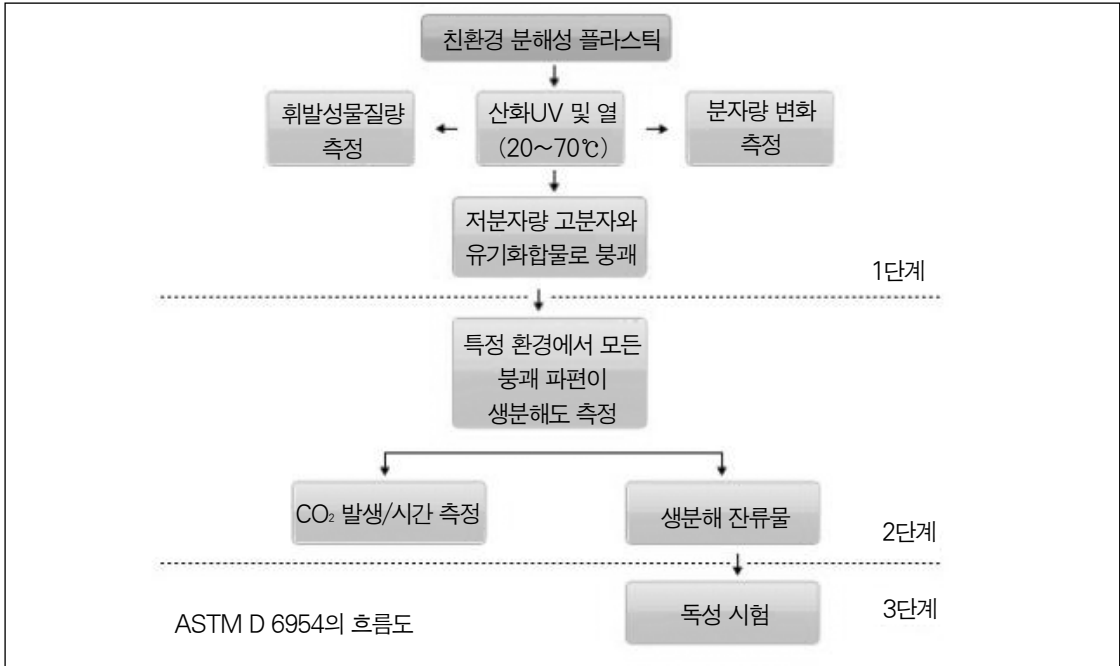 친환경 분해성 플라스틱
휘발성물질량
측정
산화UV 및 열
(20~70℃)
분자량 변화
측정
저분자량 고분자와
유기화합물로 붕괴
1단계
특정 환경에서 모든
붕괴 파편이
생분해도 측정
CO₂ 발생/시간 측정
생분해 잔류물
2단계
독성 시험
3단계
ASTM D 6954의 흐름도